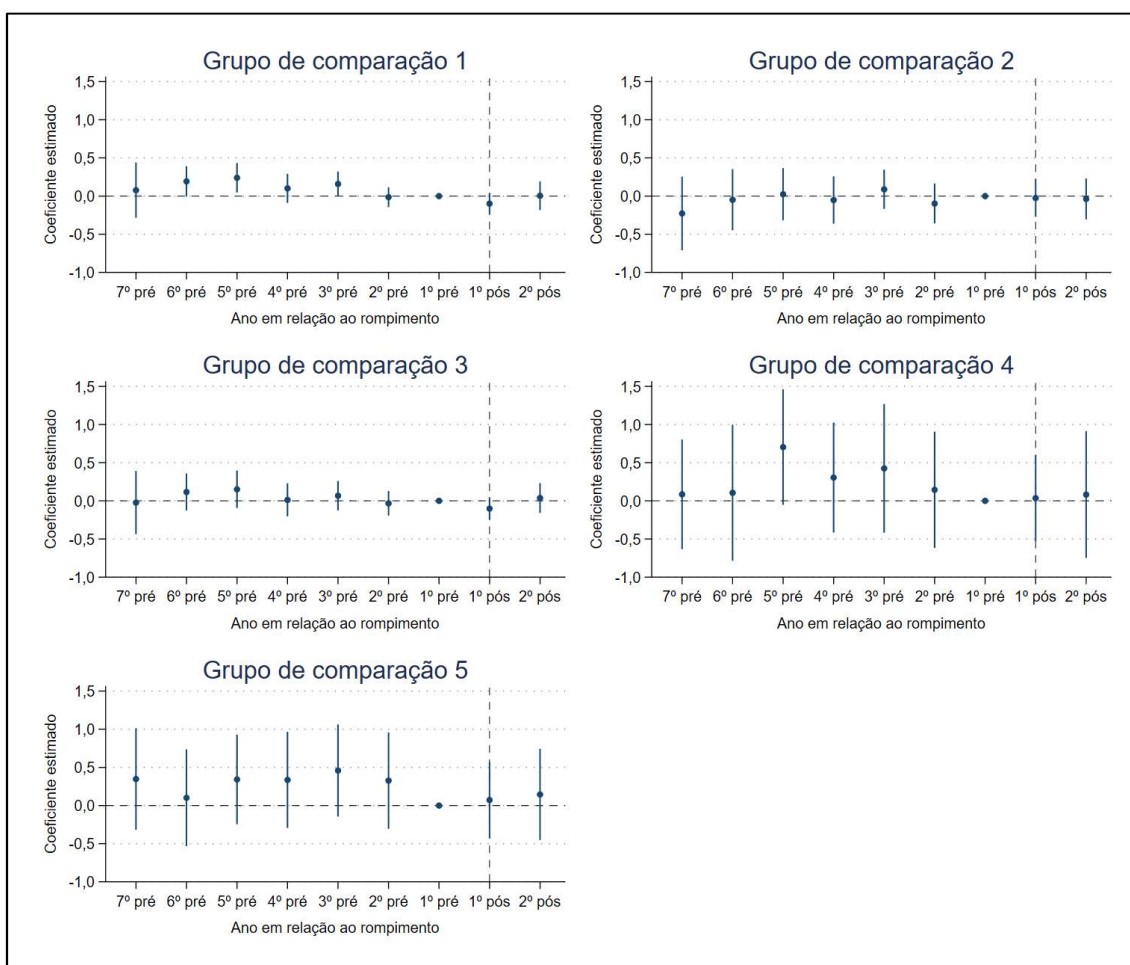 Grupo de comparação 1
Coeficiente estimado
1,5
1,0
0,5
0,0
-0,5
-1,0
7º pré 6º pré 5º pré 4º pré 3º pré 2º pré 1º pré 1º pós 2º pós
Ano em relação ao rompimento
Grupo de comparação 2
Coeficiente estimado
1,5
1,0
0,5
0,0
-0,5
-1,0
7º pré 6º pré 5º pré 4º pré 3º pré 2º pré 1º pré 1º pós 2º pós
Ano em relação ao rompimento
Grupo de comparação 3
Coeficiente estimado
1,5
1,0
0,5
0,0
-0,5
-1,0
7º pré 6º pré 5º pré 4º pré 3º pré 2º pré 1º pré 1º pós 2º pós
Ano em relação ao rompimento
Grupo de comparação 4
Coeficiente estimado
1,5
1,0
0,5
0,0
-0,5
-1,0
7º pré 6º pré 5º pré 4º pré 3º pré 2º pré 1º pré 1º pós 2º pós
Ano em relação ao rompimento
Grupo de comparação 5
Coeficiente estimado
1,5
1,0
0,5
0,0
-0,5
-1,0
7º pré 6º pré 5º pré 4º pré 3º pré 2º pré 1º pré 1º pós 2º pós
Ano em relação ao rompimento